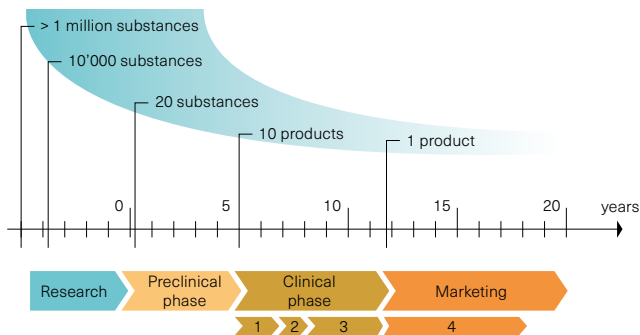 > 1 million substances
10’000 substances
20 substances
10 products
1 product
0 5 10 15 20 years
Research
Preclinical
phase
Clinical
phase
Marketing
1 2 3 4